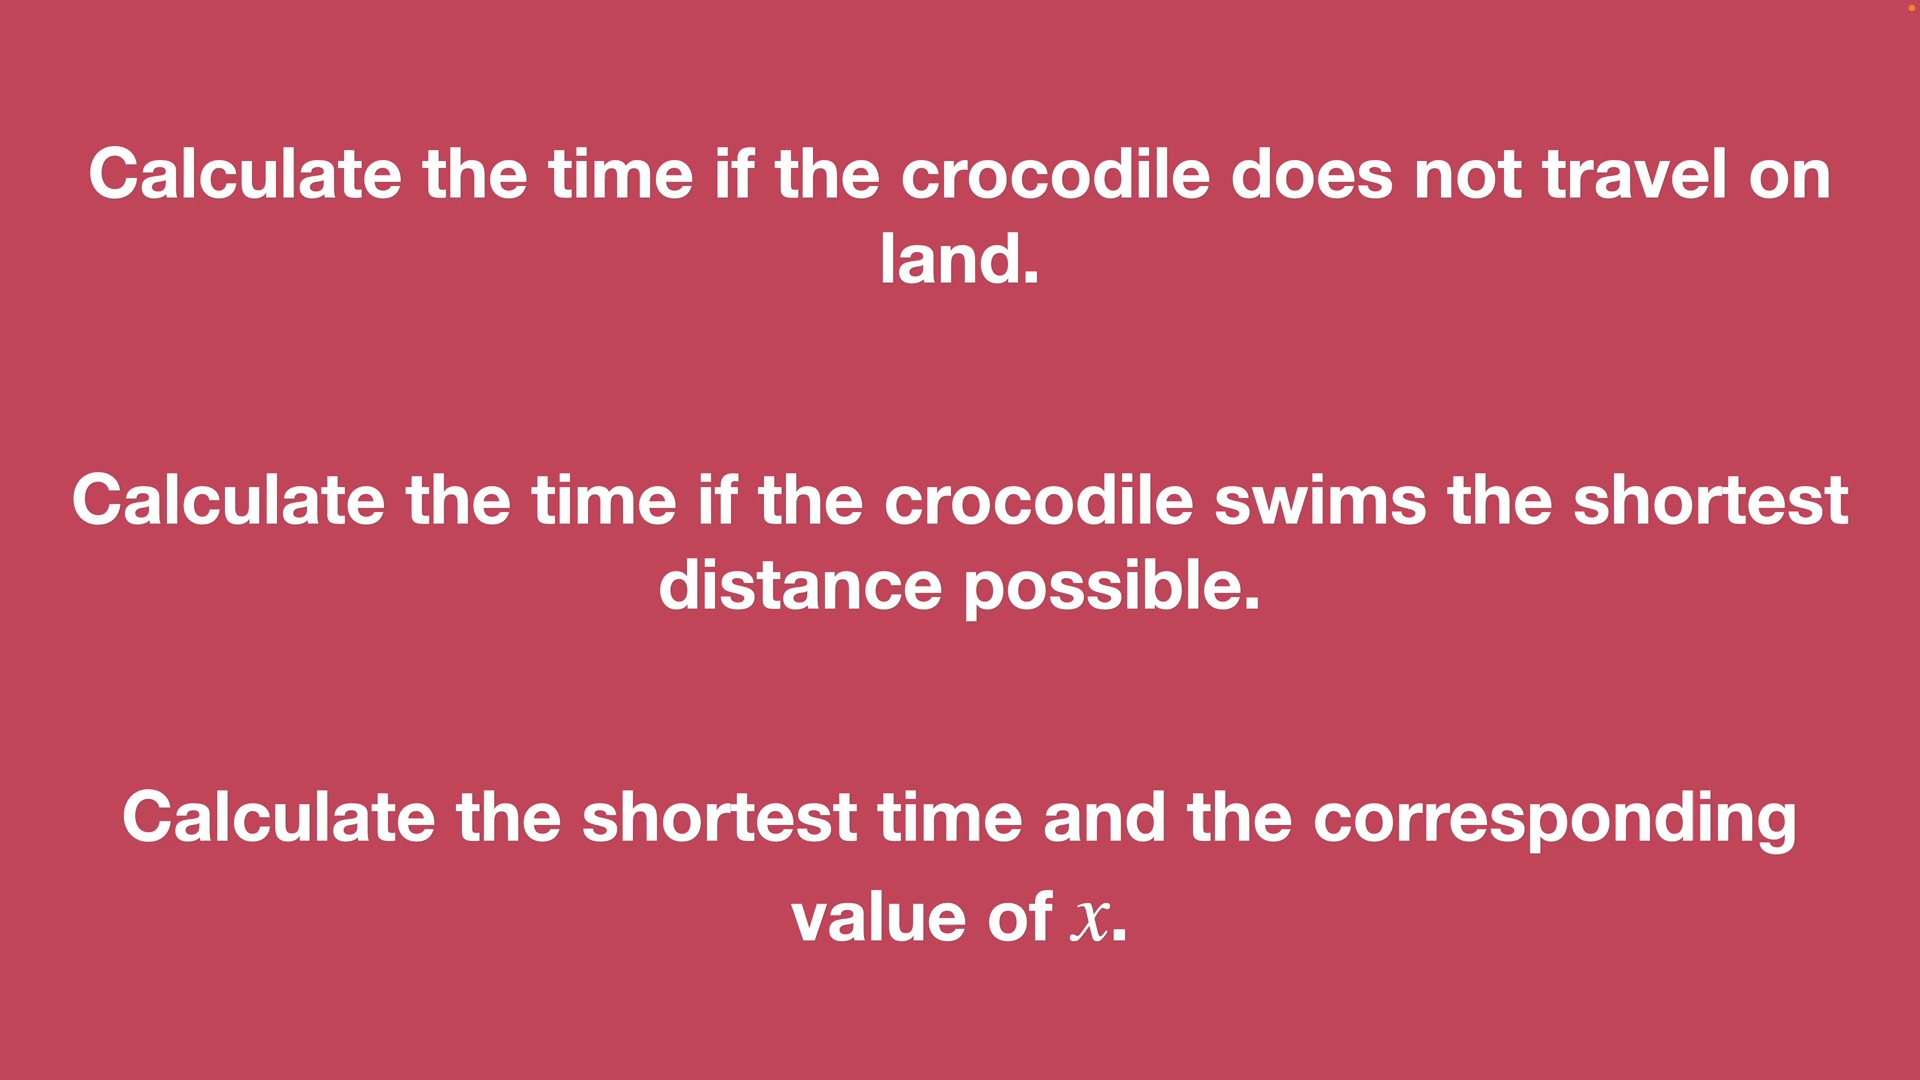 Calculate the time if the crocodile does not travel on
land.
Calculate the time if the crocodile swims the shortest
distance possible.
Calculate the shortest time and the corresponding
value of x.